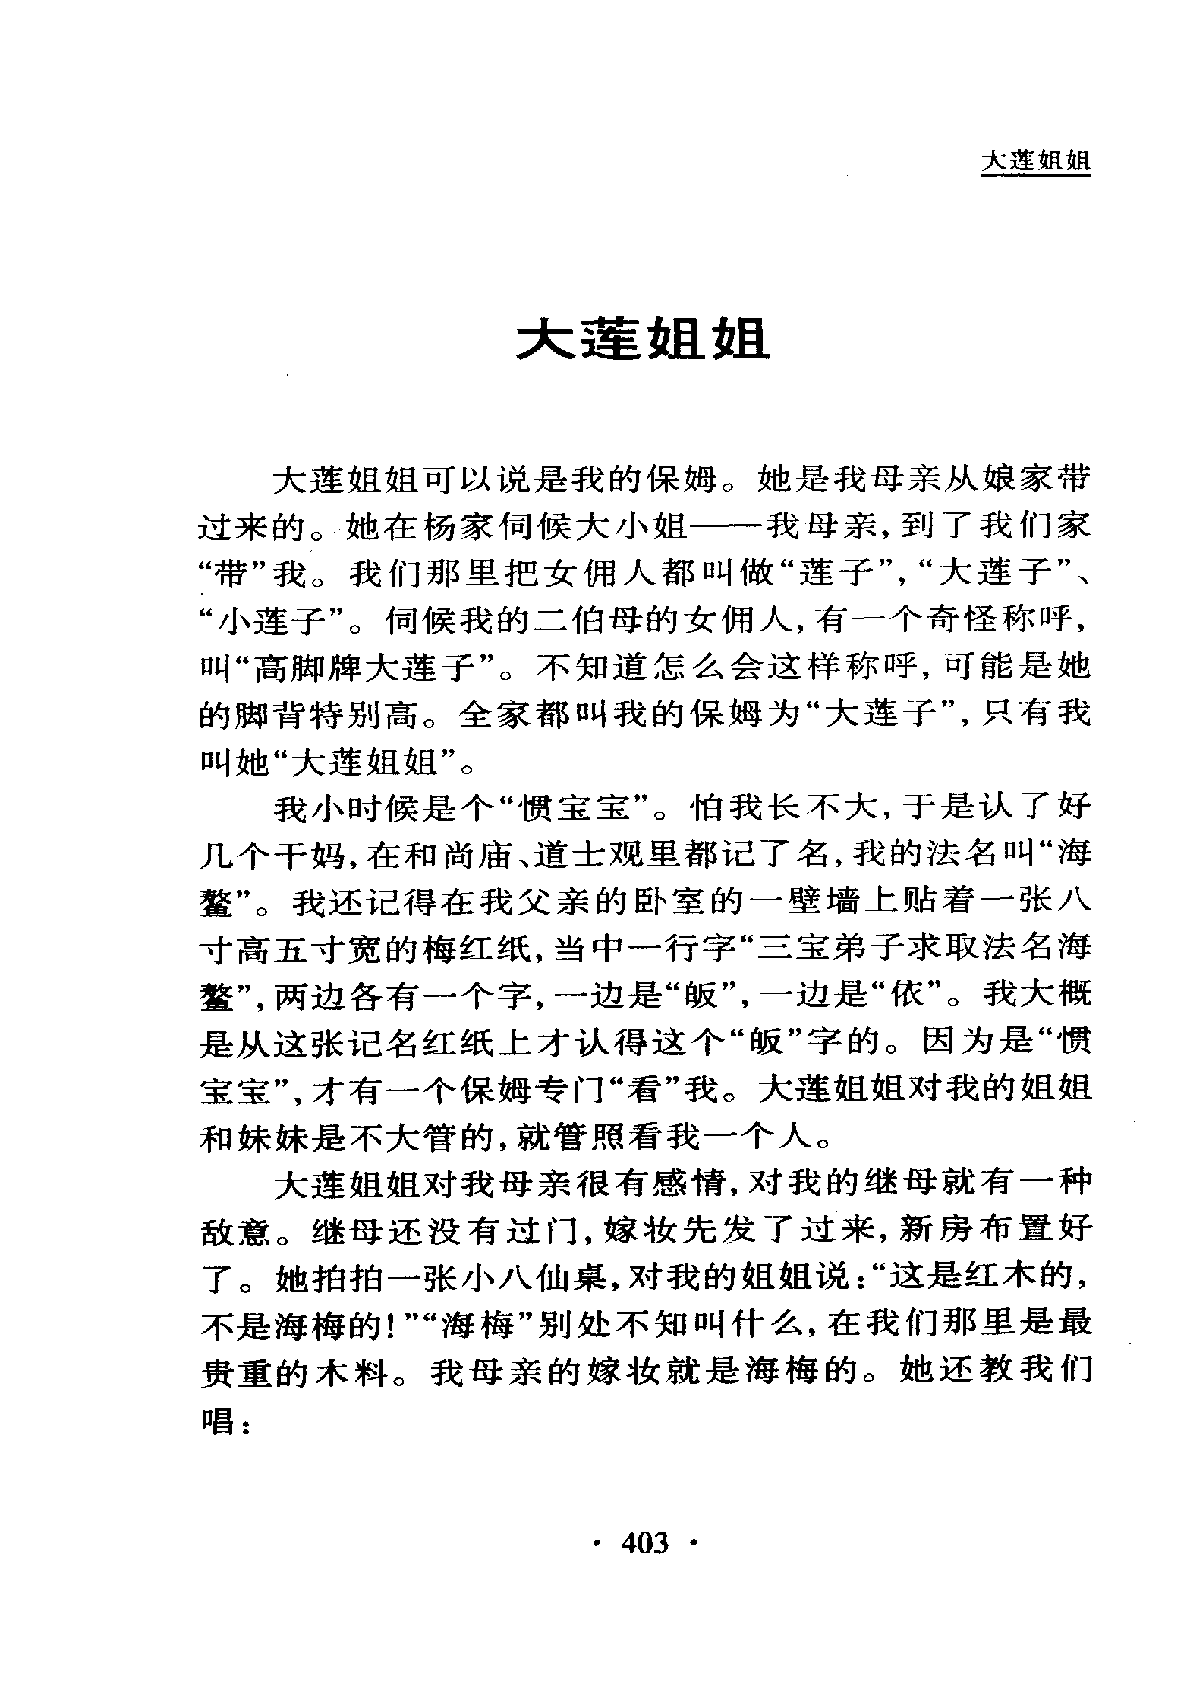 大莲姐姐
大莲姐姐
大莲姐姐可以说是我的保姆。她是我母亲从娘家带
过来的。她在杨家伺候大小姐——我母亲,到了我们家
“带”我。我们那里把女佣人都叫做“莲子”,“大莲子”、
“小莲子”。伺候我的二伯母的女佣人,有一个奇怪称呼,
叫“高脚牌大莲子”。不知道怎么会这样称呼,可能是她
的脚背特别高。全家都叫我的保姆为“大莲子”,只有我
叫她“大莲姐姐”。
我小时候是个“惯宝宝”。怕我长不大,于是认了好
几个干妈,在和尚庙、道士观里都记了名,我的法名叫“海
鳌”。我还记得在我父亲的卧室的一壁墙上贴着一张八
寸高五寸宽的梅红纸,当中一行字“三宝弟子求取法名海
鳌”,两边各有一个字,一边是“皈”,一边是“依”。我大概
是从这张记名红纸上才认得这个“皈”字的。因为是“惯
宝宝”,才有一个保姆专门“看”我。大莲姐姐对我的姐姐
和妹妹是不大管的,就管照看我一个人。
大莲姐姐对我母亲很有感情,对我的继母就有一种
敌意。继母还没有过门,嫁妆先发了过来,新房布置好
了。她拍拍一张小八仙桌,对我的姐姐说:“这是红木的,
不是海梅的!”“海梅”别处不知叫什么,在我们那里是最
贵重的木料。我母亲的嫁妆就是海梅的。她还教我们
唱:
· 403 ·